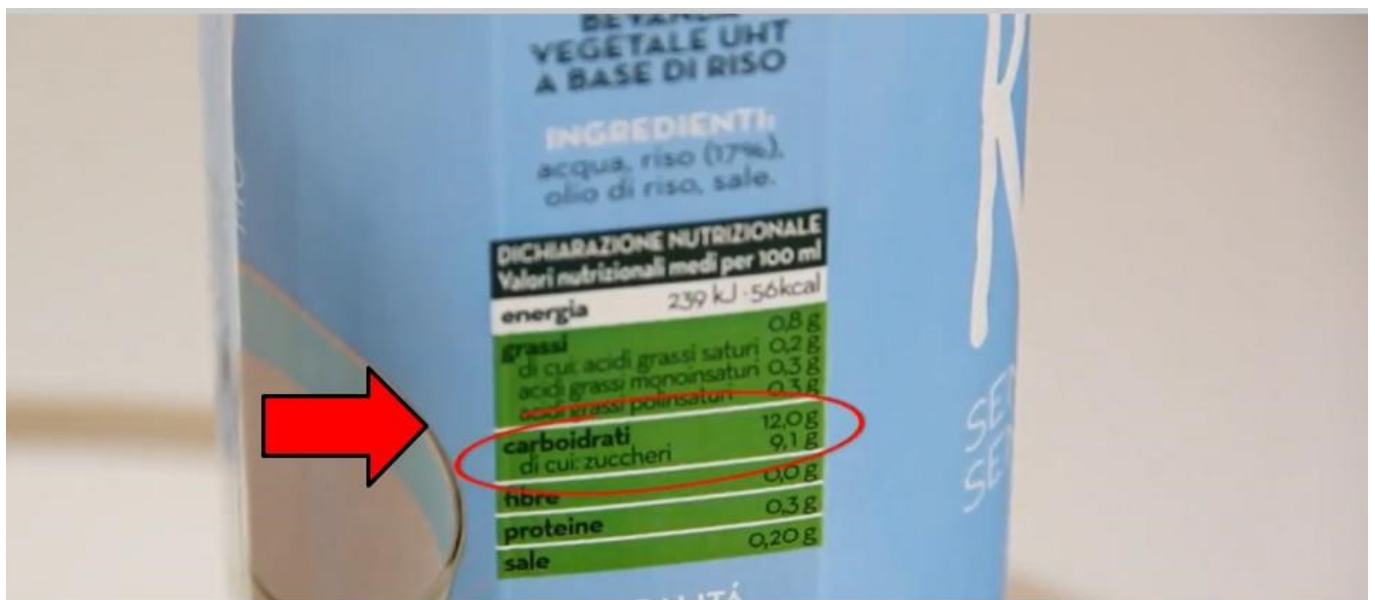 BEVANDA
VEGETALE UHT
A BASE DI RISO
INGREDIENTI:
acqua, riso (17%),
olio di riso, sale.
DICHIARAZIONE NUTRIZIONALE
Valori nutrizionali medi per 100 ml
energia 239 kJ - 56kcal
grassi 0,8 g
di cui: acidi grassi saturi 0,2 g
acidi grassi monoinsaturi 0,3 g
acidi grassi polinsaturi 0,3 g
carboidrati 12,0 g
di cui: zuccheri 9,1 g
fibre 0,0 g
proteine 0,3 g
sale 0,20 g